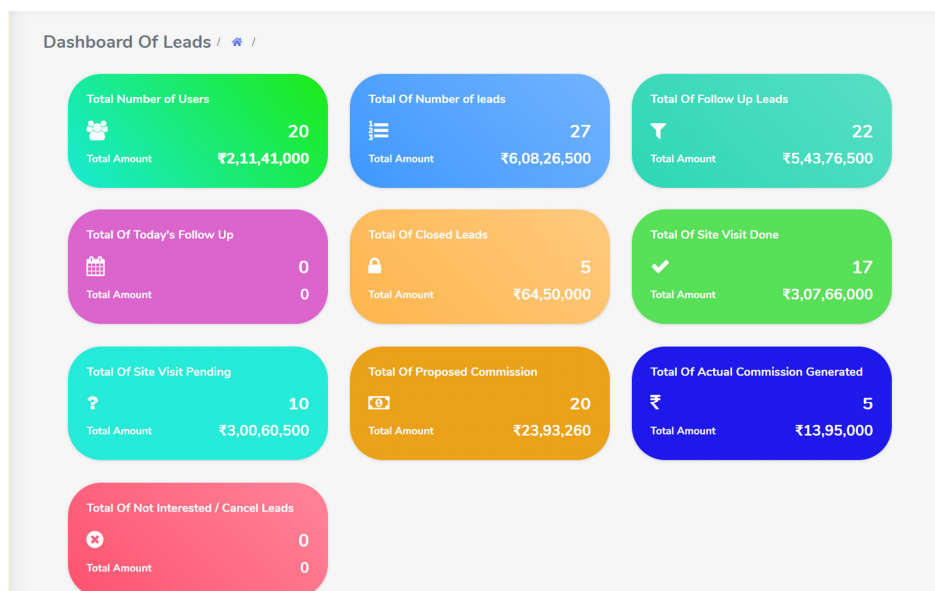 Dashboard Of Leads / /
Total Number of Users
20
Total Amount ₹2,11,41,000
Total Of Number of leads
27
Total Amount ₹6,08,26,500
Total Of Follow Up Leads
22
Total Amount ₹5,43,76,500
Total Of Today's Follow Up
0
Total Amount 0
Total Of Closed Leads
5
Total Amount ₹64,50,000
Total Of Site Visit Done
17
Total Amount ₹3,07,66,000
Total Of Site Visit Pending
? 10
Total Amount ₹3,00,60,500
Total Of Proposed Commission
20
Total Amount ₹23,93,260
Total Of Actual Commission Generated
₹ 5
Total Amount ₹13,95,000
Total Of Not Interested / Cancel Leads
0
Total Amount 0